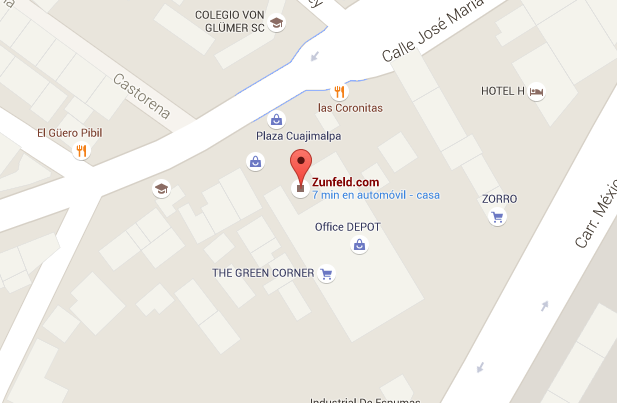 COLEGIO VON
GLÜMER SC
Calle José María
Castorena
HOTEL H
las Coronitas
El Güero Pibil
Plaza Cuajimalpa
Zunfeld.com
7 min en automóvil - casa
ZORRO
Carr. Méxic
Office DEPOT
THE GREEN CORNER
Industrial De Espumas